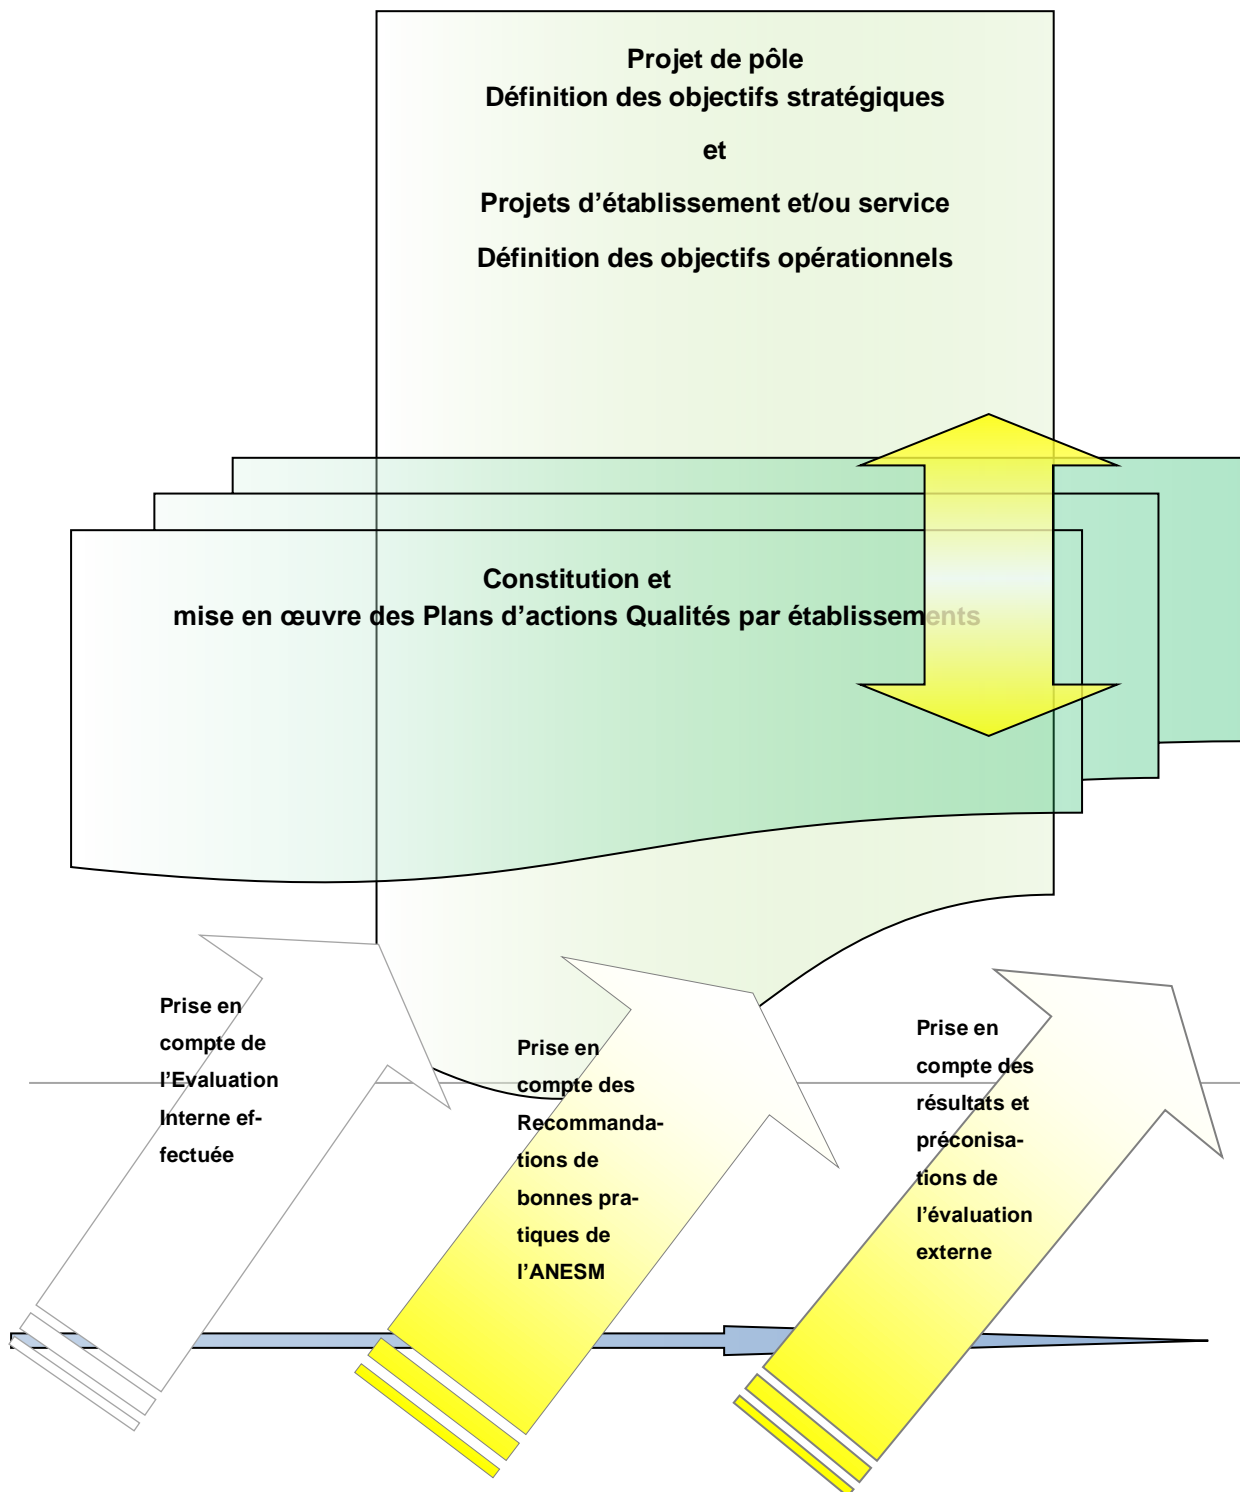 Projet de pôle
Définition des objectifs stratégiques
et
Projets d’établissement et/ou service
Définition des objectifs opérationnels
Constitution et
mise en œuvre des Plans d’actions Qualités par établissements
Prise en
compte de
l’Evaluation
Interne ef-
fectuée
Prise en
compte des
Recommanda-
tions de
bonnes pra-
tiques de
l’ANESM
Prise en
compte des
résultats et
préconisa-
tions de
l’évaluation
externe